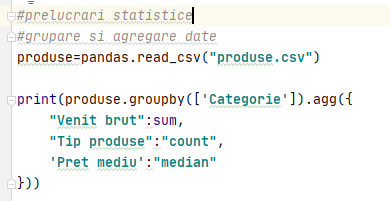 #prelucrari statistice
#grupare si agregare date
produse=pandas.read_csv("produse.csv")
print(produse.groupby(['Categorie']).agg({
"Venit brut":sum,
"Tip produse":"count",
'Pret mediu':"median"
}))